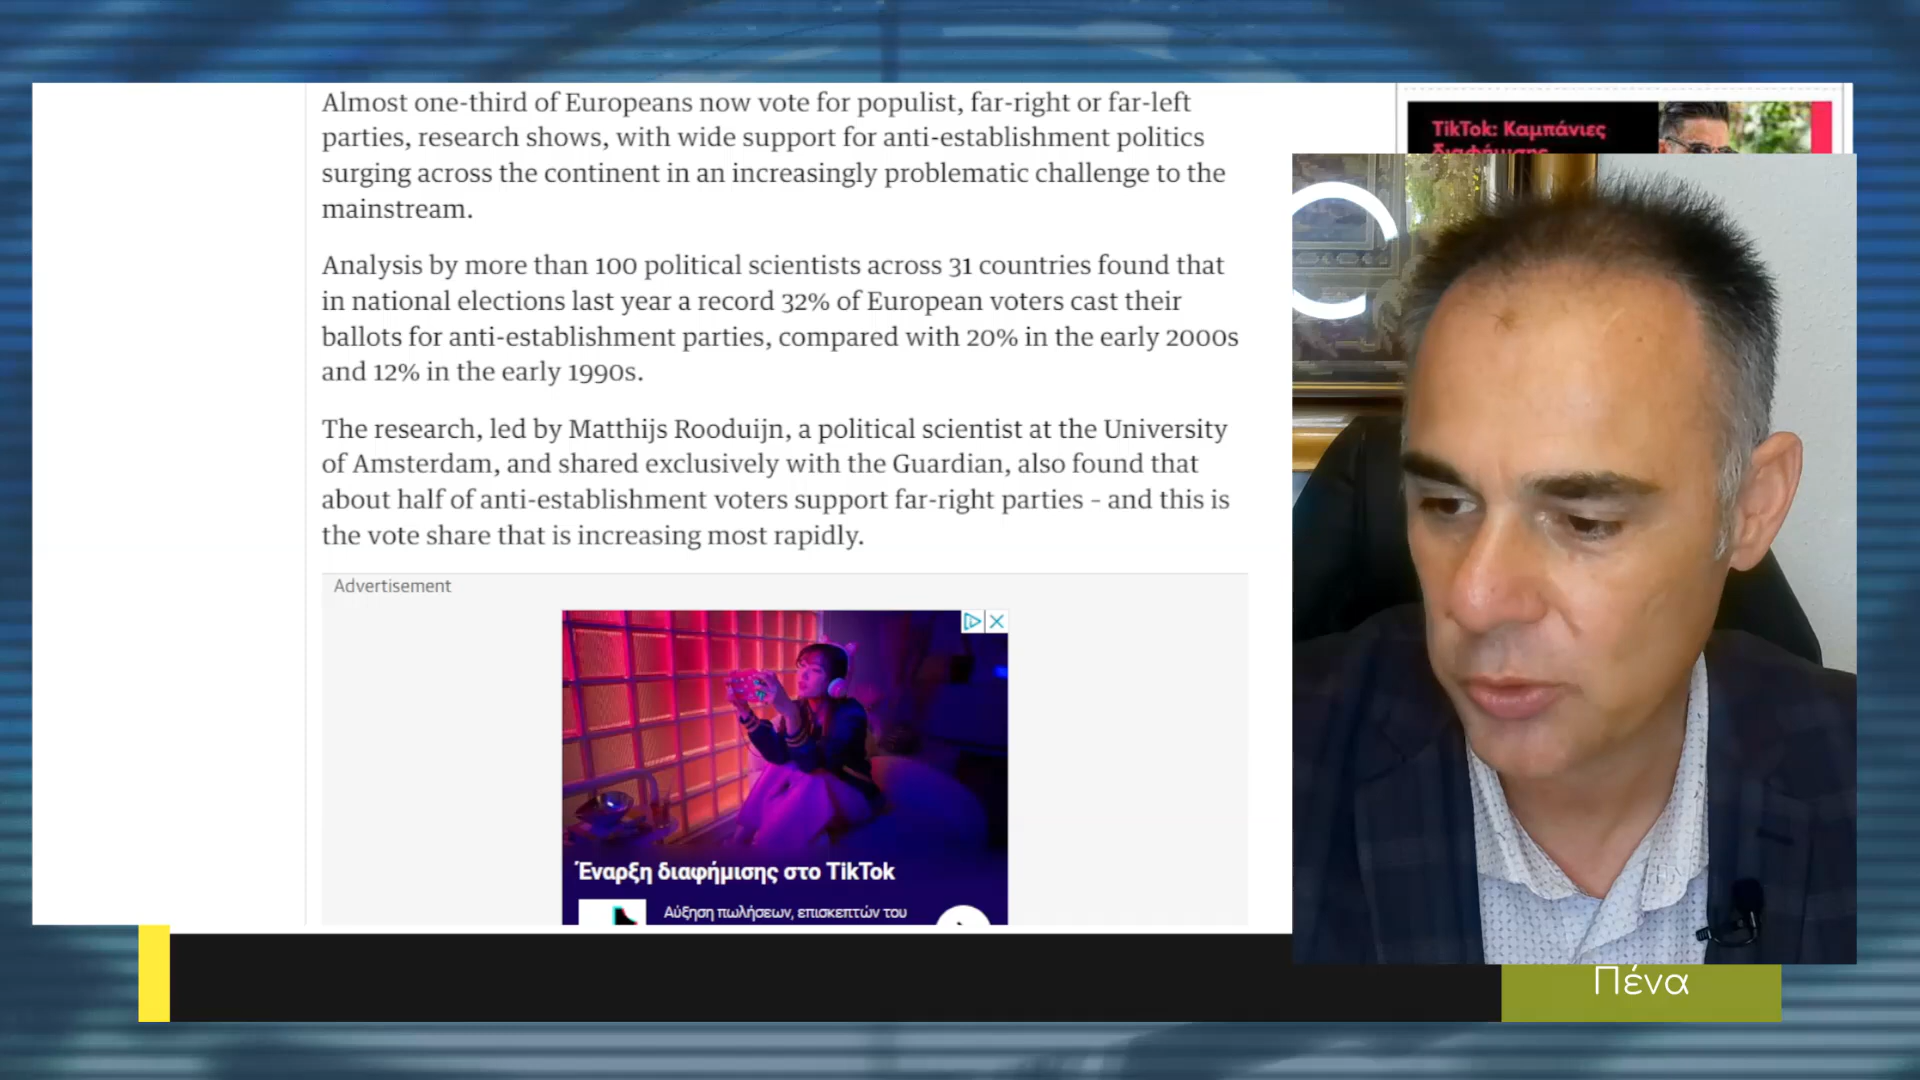 Almost one-third of Europeans now vote for populist, far-right or far-left
parties, research shows, with wide support for anti-establishment politics
surging across the continent in an increasingly problematic challenge to the
mainstream.
Analysis by more than 100 political scientists across 31 countries found that
in national elections last year a record 32% of European voters cast their
ballots for anti-establishment parties, compared with 20% in the early 2000s
and 12% in the early 1990s.
The research, led by Matthijs Rooduijn, a political scientist at the University
of Amsterdam, and shared exclusively with the Guardian, also found that
about half of anti-establishment voters support far-right parties – and this is
the vote share that is increasing most rapidly.
Advertisement
Έναρξη διαφήμισης στο TikTok
Αύξηση πωλήσεων, επισκεπτών του
TikTok: Καμπάνιες
διαφήμισης
Πένα